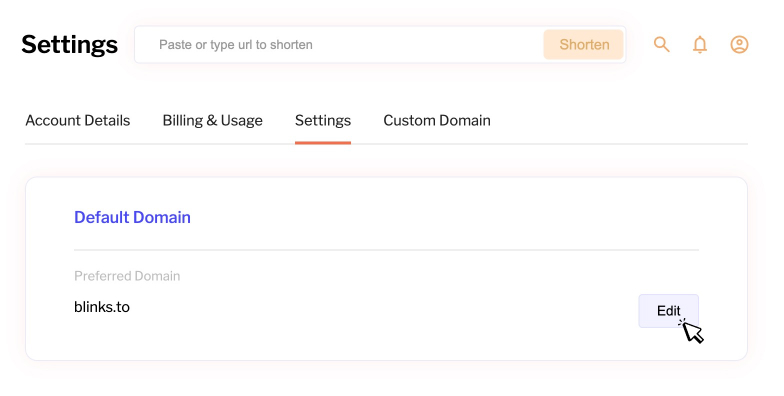 Settings
Paste or type url to shorten
Shorten
Account Details
Billing & Usage
Settings
Custom Domain
Default Domain
Preferred Domain
blinks.to
Edit